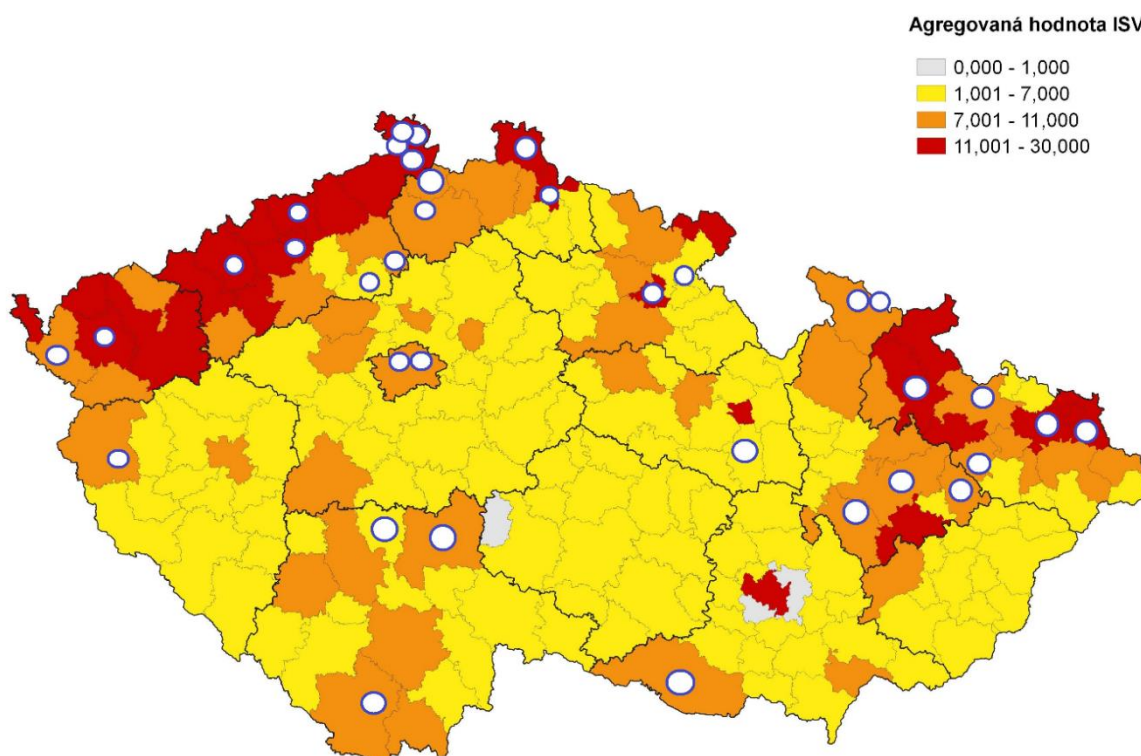 Agregovaná hodnota ISV
0,000 - 1,000
1,001 - 7,000
7,001 - 11,000
11,001 - 30,000